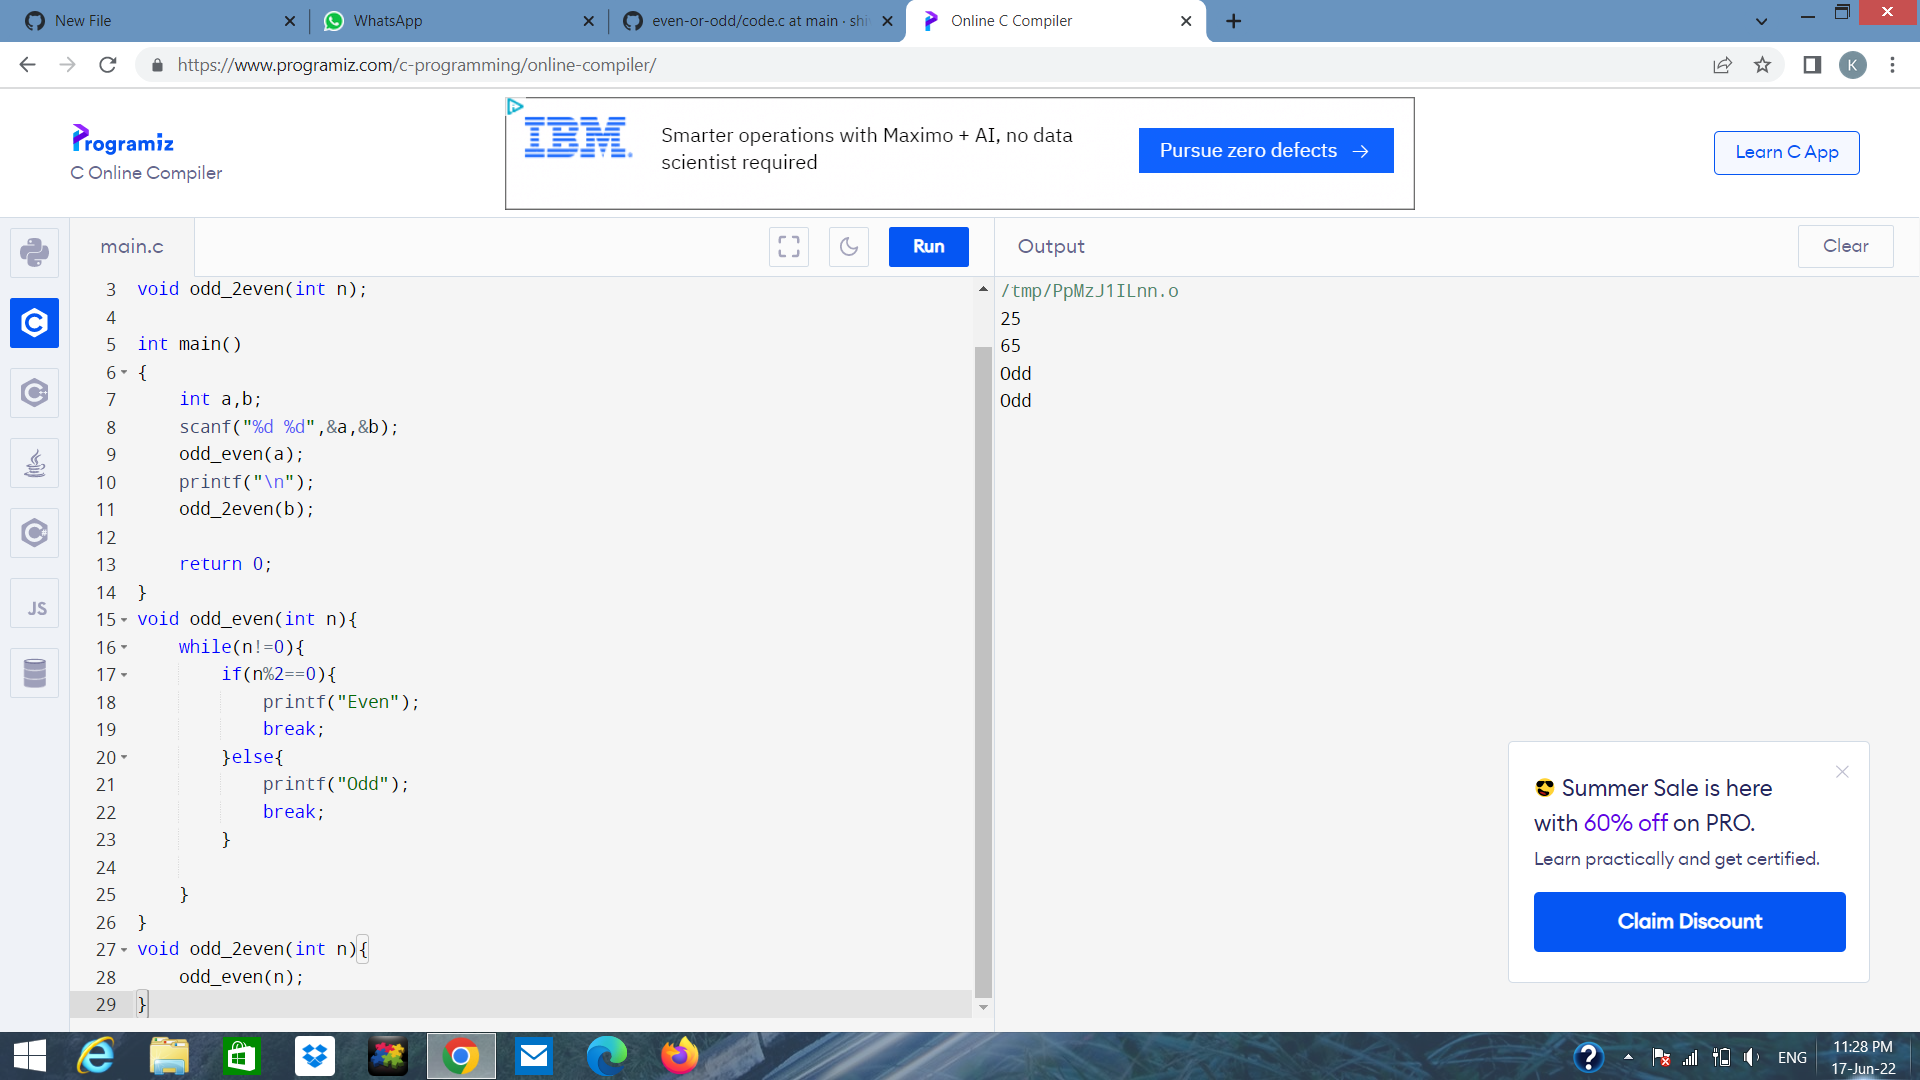 New File
WhatsApp
even-or-odd/code.c at main · shi
Online C Compiler
https://www.programiz.com/c-programming/online-compiler/
K
Programiz
C Online Compiler
IBM
Smarter operations with Maximo + AI, no data
scientist required
Pursue zero defects →
Learn C App
main.c
Run
Output
Clear
3 void odd_2even(int n);
4
5 int main()
6 {
7 int a,b;
8 scanf("%d %d",&a,&b);
9 odd_even(a);
10 printf("\n");
11 odd_2even(b);
12
13 return 0;
14 }
15 void odd_even(int n){
16 while(n!=0){
17 if(n%2==0){
18 printf("Even");
19 break;
20 }else{
21 printf("Odd");
22 break;
23 }
24
25 }
26 }
27 void odd_2even(int n){
28 odd_even(n);
29 }
/tmp/PpMzJ1ILnn.o
25
65
Odd
Odd
JS
😎 Summer Sale is here
with 60% off on PRO.
Learn practically and get certified.
Claim Discount
ENG
11:28 PM
17-Jun-22